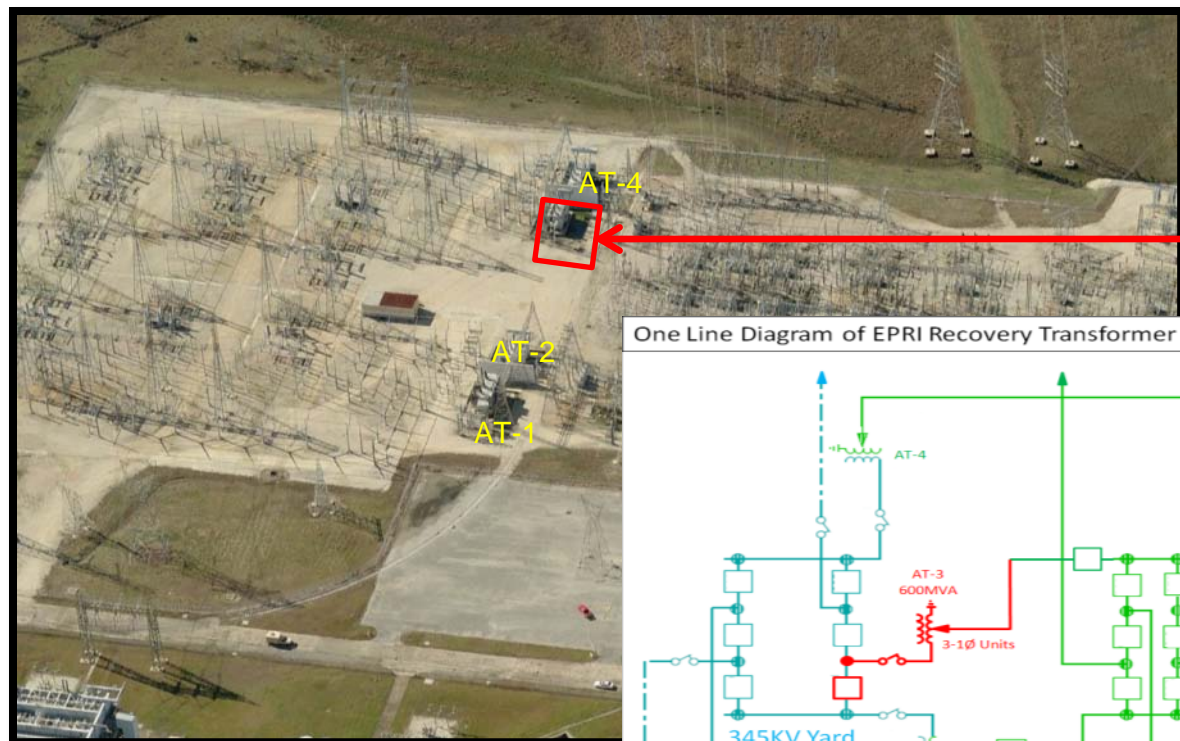 AT-4
AT-2
AT-1
One Line Diagram of EPRI Recovery Transformer
AT-4
AT-3
600MVA
3-1Ø Units
345KV Yard